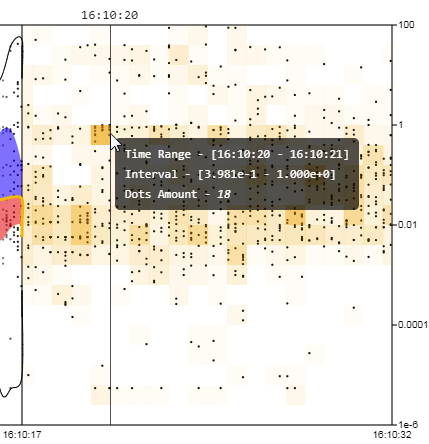 16:10:20
100
1
Time Range - [16:10:20 - 16:10:21]
Interval - [3.981e-1 - 1.000e+0]
Dots Amount - 18
0.01
0.0001
1e-6
16:10:17
16:10:32